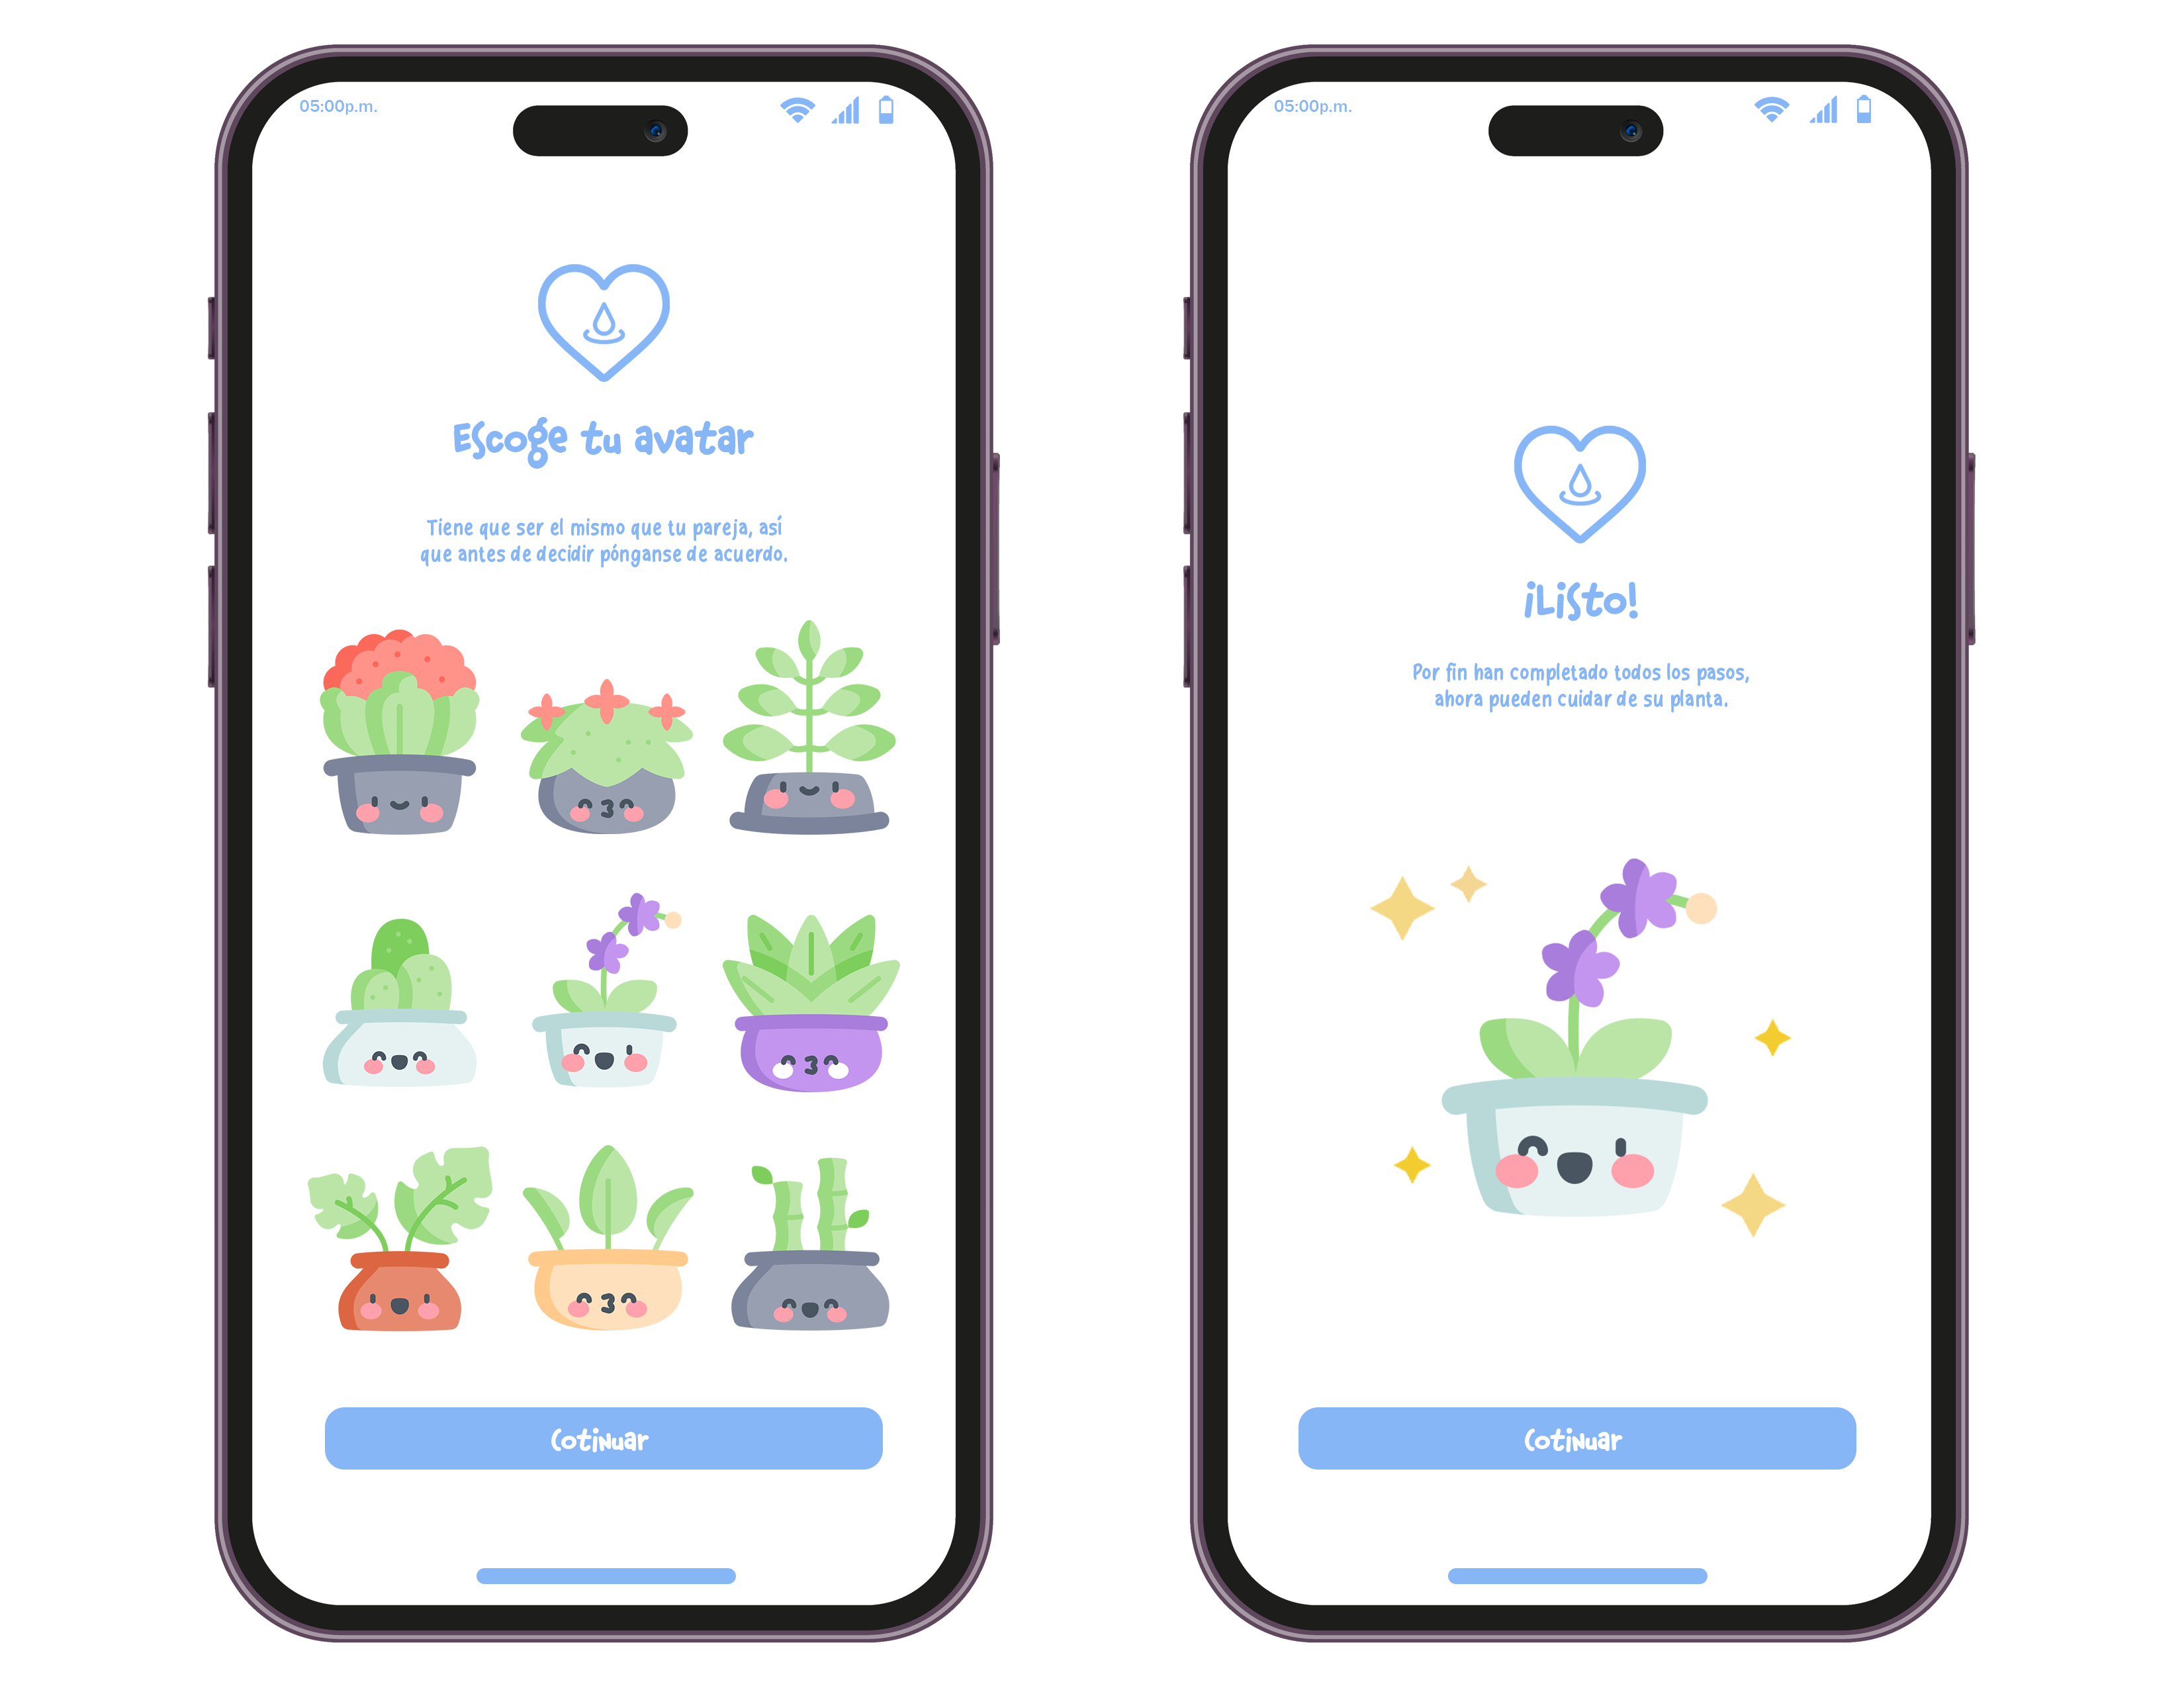 05:00p.m.
Escoge tu avatar
Tiene que ser el mismo que tu pareja, así
que antes de decidir pónganse de acuerdo.
Cotinuar
05:00p.m.
¡Listo!
Por fin han completado todos los pasos,
ahora pueden cuidar de su planta.
Cotinuar